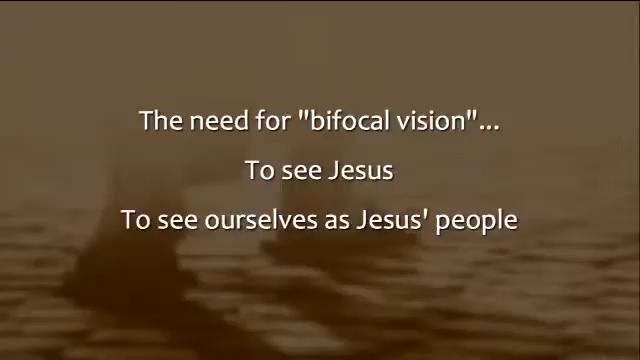 The need for "bifocal vision"...
To see Jesus
To see ourselves as Jesus' people